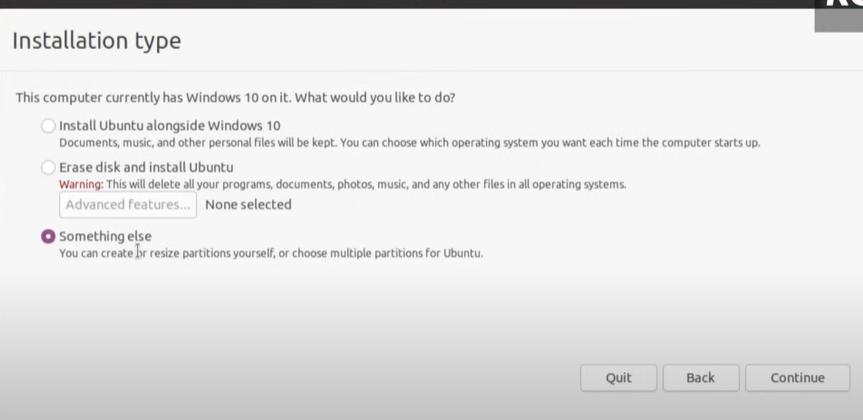 Installation type
This computer currently has Windows 10 on it. What would you like to do?
Install Ubuntu alongside Windows 10
Documents, music, and other personal files will be kept. You can choose which operating system you want each time the computer starts up.
Erase disk and install Ubuntu
Warning: This will delete all your programs, documents, photos, music, and any other files in all operating systems.
Advanced features... None selected
Something else
You can create or resize partitions yourself, or choose multiple partitions for Ubuntu.
Quit Back Continue